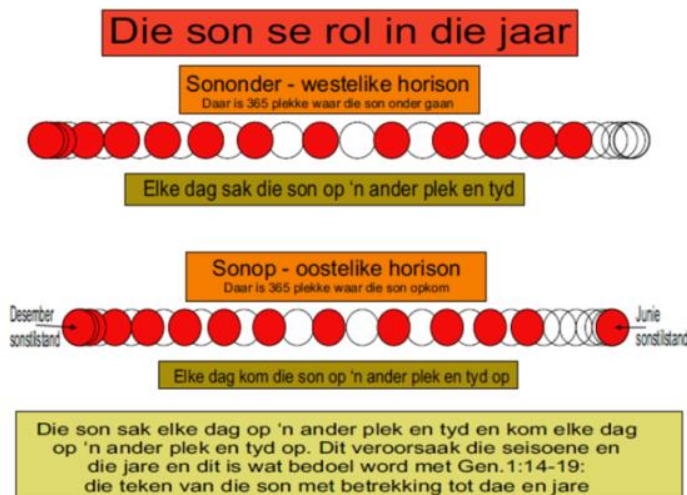 Die son se rol in die jaar
Sononder - westelike horison
Daar is 365 plekke waar die son onder gaan
Elke dag sak die son op ‘n ander plek en tyd
Sonop - oostelike horison
Daar is 365 plekke waar die son opkom
Desember
sonstilstand
Junie
sonstilstand
Elke dag kom die son op ‘n ander plek en tyd op
Die son sak elke dag op ‘n ander plek en tyd en kom elke dag
op ‘n ander plek en tyd op. Dit veroorsaak die seisoene en
die jare en dit is wat bedoel word met Gen.1:14-19:
die teken van die son met betrekking tot dae en jare